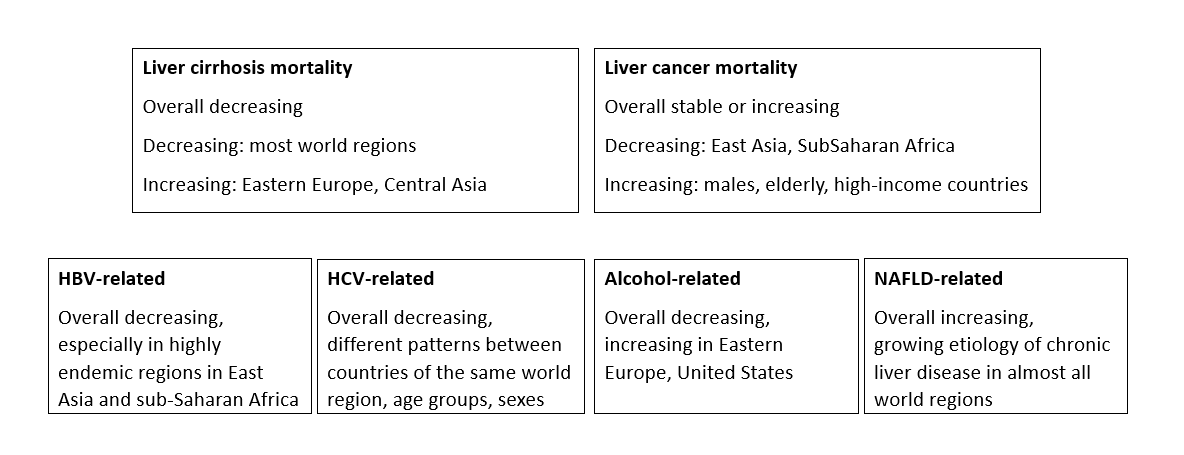 Liver cirrhosis mortality
Overall decreasing
Decreasing: most world regions
Increasing: Eastern Europe, Central Asia
Liver cancer mortality
Overall stable or increasing
Decreasing: East Asia, SubSaharan Africa
Increasing: males, elderly, high-income countries
HBV-related
Overall decreasing,
especially in highly
endemic regions in East
Asia and sub-Saharan Africa
HCV-related
Overall decreasing,
different patterns between
countries of the same world
region, age groups, sexes
Alcohol-related
Overall decreasing,
increasing in Eastern
Europe, United States
NAFLD-related
Overall increasing,
growing etiology of chronic
liver disease in almost all
world regions